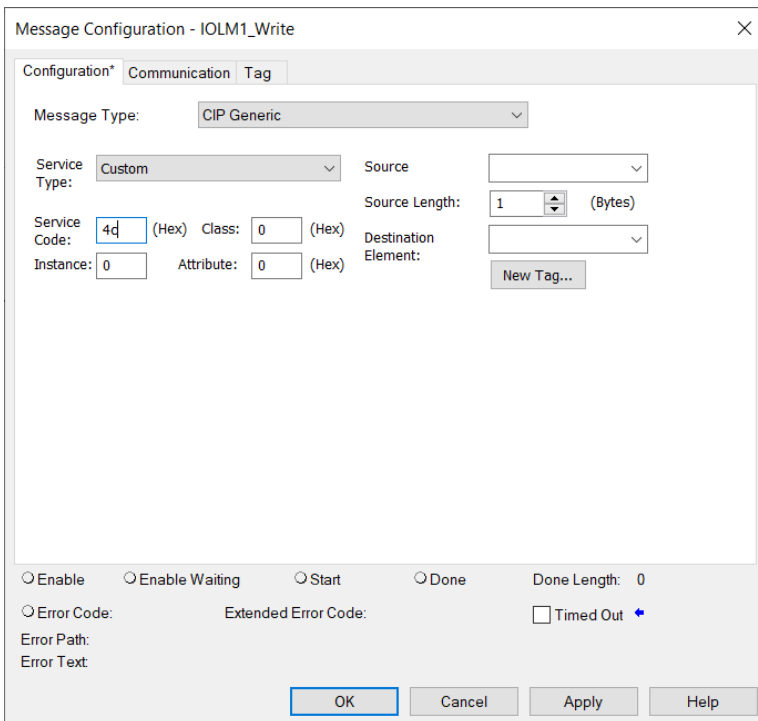 Message Configuration - IOLM1_Write
Configuration* Communication Tag
Message Type: CIP Generic
Service Type: Custom
Source
Source Length: 1 (Bytes)
Service Code: 4c (Hex) Class: 0 (Hex)
Destination Element:
Instance: 0 Attribute: 0 (Hex)
New Tag...
Enable Enable Waiting Start Done Done Length: 0
Error Code: Extended Error Code: Timed Out
Error Path:
Error Text:
OK Cancel Apply Help